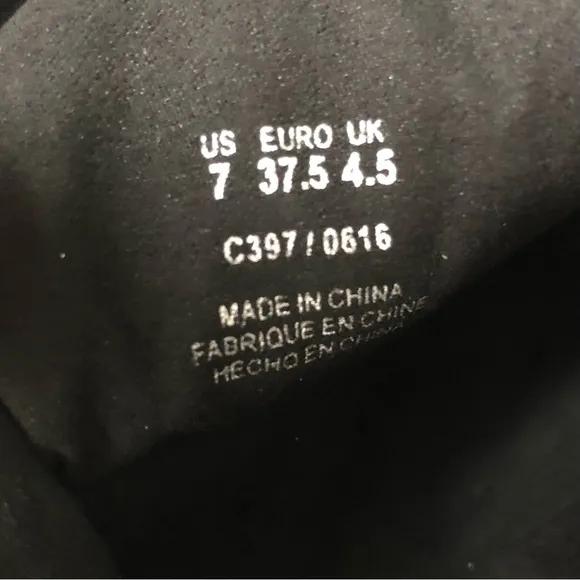 US EURO UK
7 37.5 4.5
C397/0616
MADE IN CHINA
FABRIQUE EN CHINE
HECHO EN CHINA